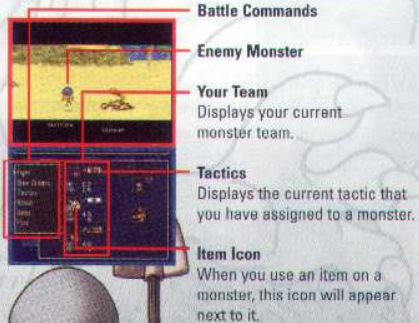 Battle Commands
Enemy Monster
Your Team
Displays your current
monster team.
Tactics
Displays the current tactic that
you have assigned to a monster.
Item Icon
When you use an item on a
monster, this icon will appear
next to it.
Fight
Tactics